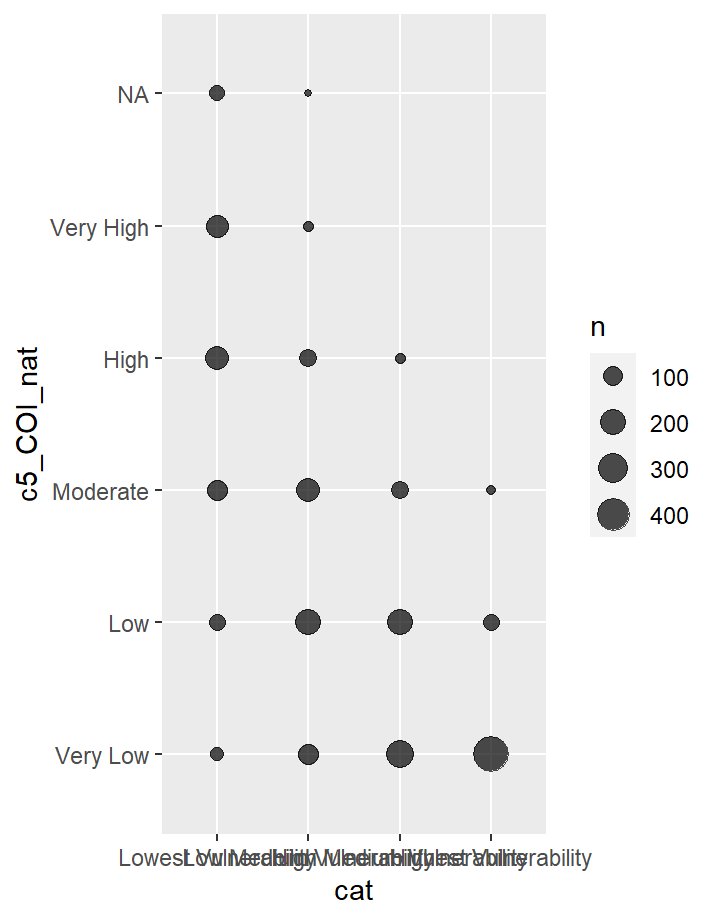 NA
Very High
High
Moderate
Low
Very Low
c5_COI_nat
cat
n
100
200
300
400